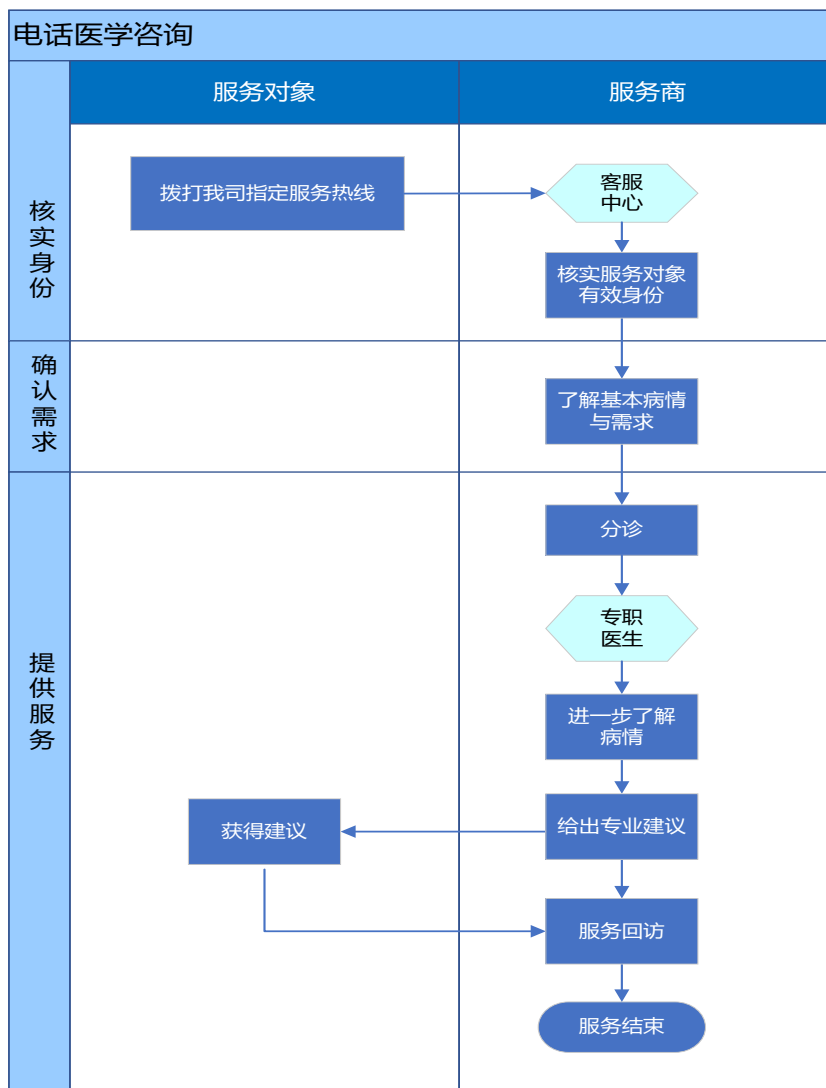 电话医学咨询
服务对象
服务商
核实身份
拨打我司指定服务热线
客服
中心
核实服务对象
有效身份
确认需求
了解基本病情
与需求
提供服务
分诊
专职
医生
进一步了解
病情
获得建议
给出专业建议
服务回访
服务结束